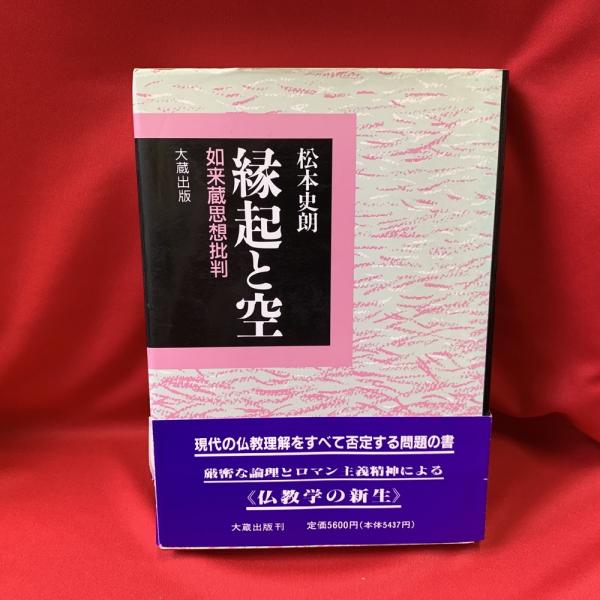 松本史朗
縁起と空
如来蔵思想批判
大蔵出版
現代の仏教理解をすべて否定する問題の書
厳密な論理とロマン主義精神による
《仏教学の新生》
大蔵出版刊 定価5600円(本体5437円)